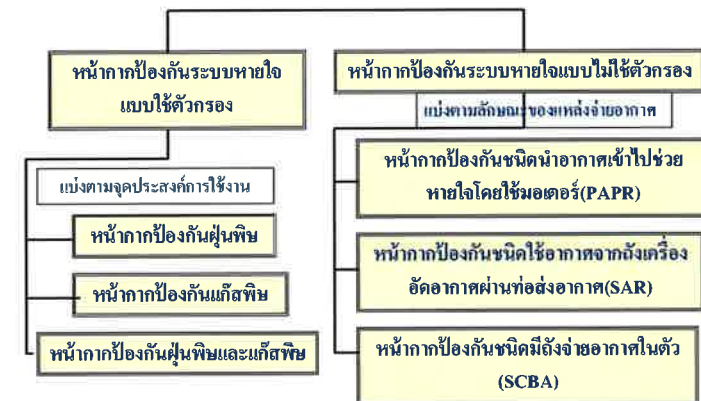 หน้ากากป้องกันระบบหายใจ
แบบใช้ตัวกรอง
แบ่งตามจุดประสงค์การใช้งาน
หน้ากากป้องกันฝุ่นพิษ
หน้ากากป้องกันแก๊สพิษ
หน้ากากป้องกันฝุ่นพิษและแก๊สพิษ
หน้ากากป้องกันระบบหายใจแบบไม่ใช้ตัวกรอง
แบ่งตามลักษณะของแหล่งจ่ายอากาศ
หน้ากากป้องกันชนิดนำอากาศเข้าไปช่วย
หายใจโดยใช้มอเตอร์(PAPR)
หน้ากากป้องกันชนิดใช้อากาศจากถังเครื่อง
อัดอากาศผ่านท่อส่งอากาศ(SAR)
หน้ากากป้องกันชนิดมีถังจ่ายอากาศในตัว
(SCBA)